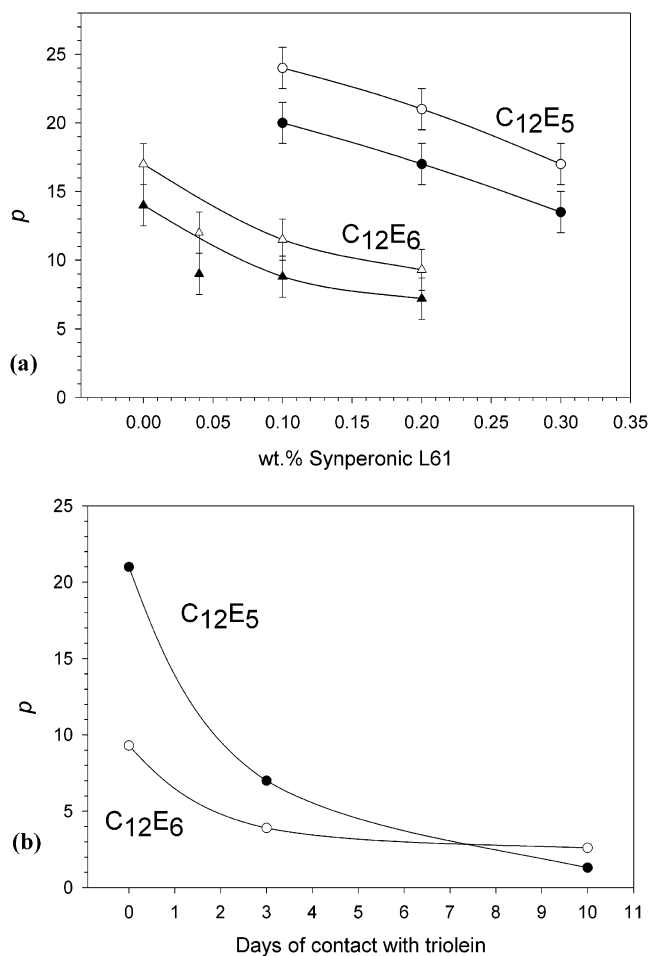 25
20
15
10
5
0
p
C12E5
C12E6
(a)
0.00 0.05 0.10 0.15 0.20 0.25 0.30 0.35
wt.% Synperonic L61
25
20
15
10
5
0
p
C12E5
C12E6
(b)
0 1 2 3 4 5 6 7 8 9 10 11
Days of contact with triolein